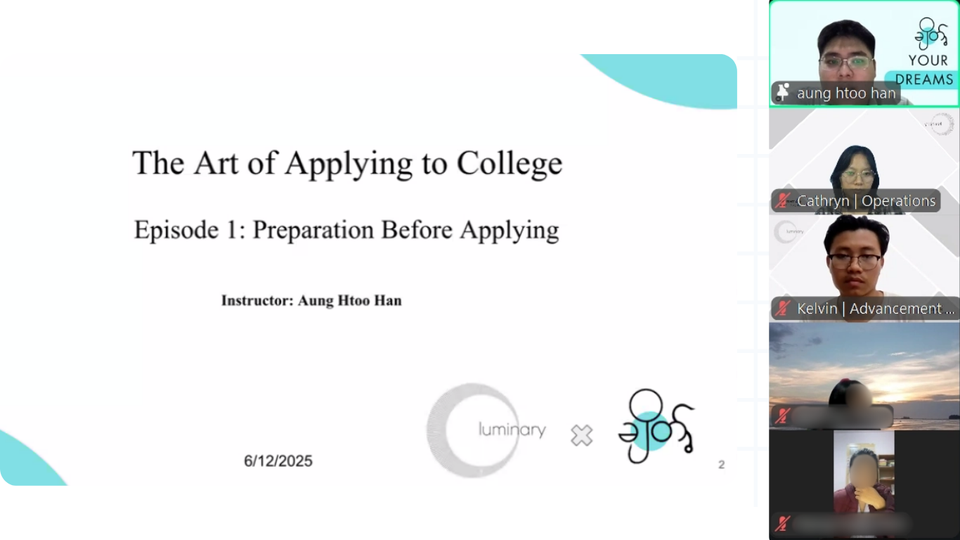 The Art of Applying to College
Episode 1: Preparation Before Applying
Instructor: Aung Htoo Han
luminary
6/12/2025
2
YOUR
DREAMS
aung htoo han
Cathryn | Operations
Kelvin | Advancement ...